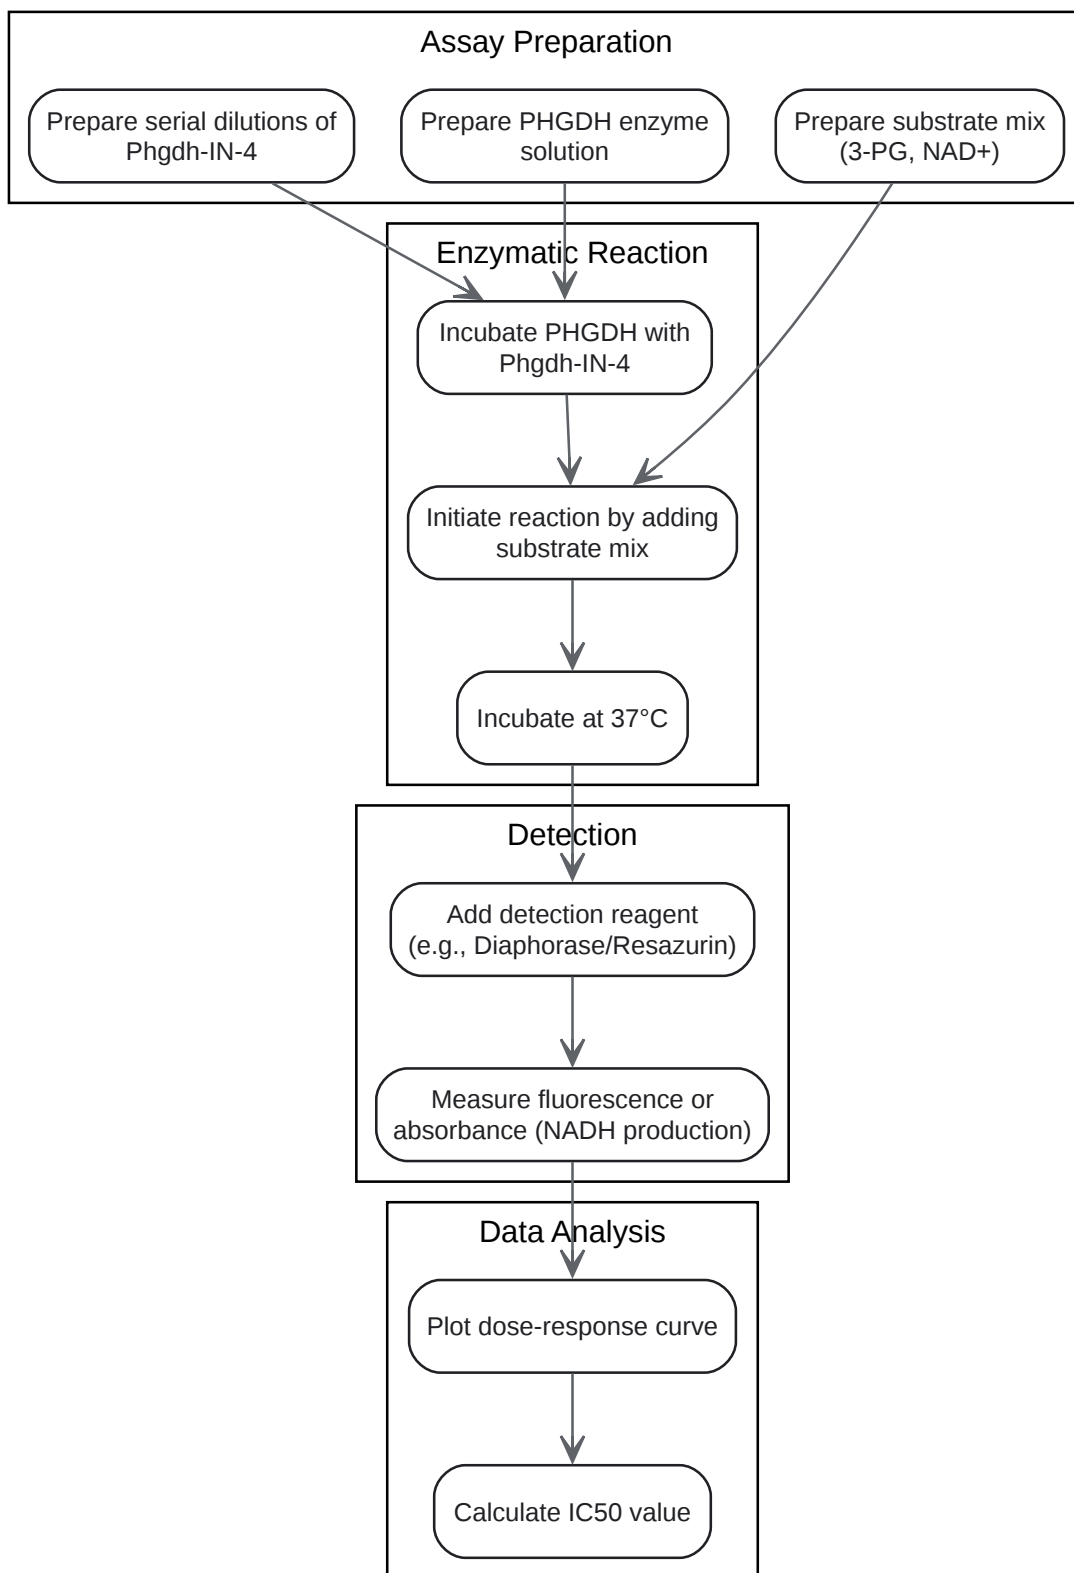 Assay Preparation
Prepare serial dilutions of
Phgdh-IN-4
Prepare PHGDH enzyme
solution
Prepare substrate mix
(3-PG, NAD+)
Enzymatic Reaction
Incubate PHGDH with
Phgdh-IN-4
Initiate reaction by adding
substrate mix
Incubate at 37°C
Detection
Add detection reagent
(e.g., Diaphorase/Resazurin)
Measure fluorescence or
absorbance (NADH production)
Data Analysis
Plot dose-response curve
Calculate IC50 value